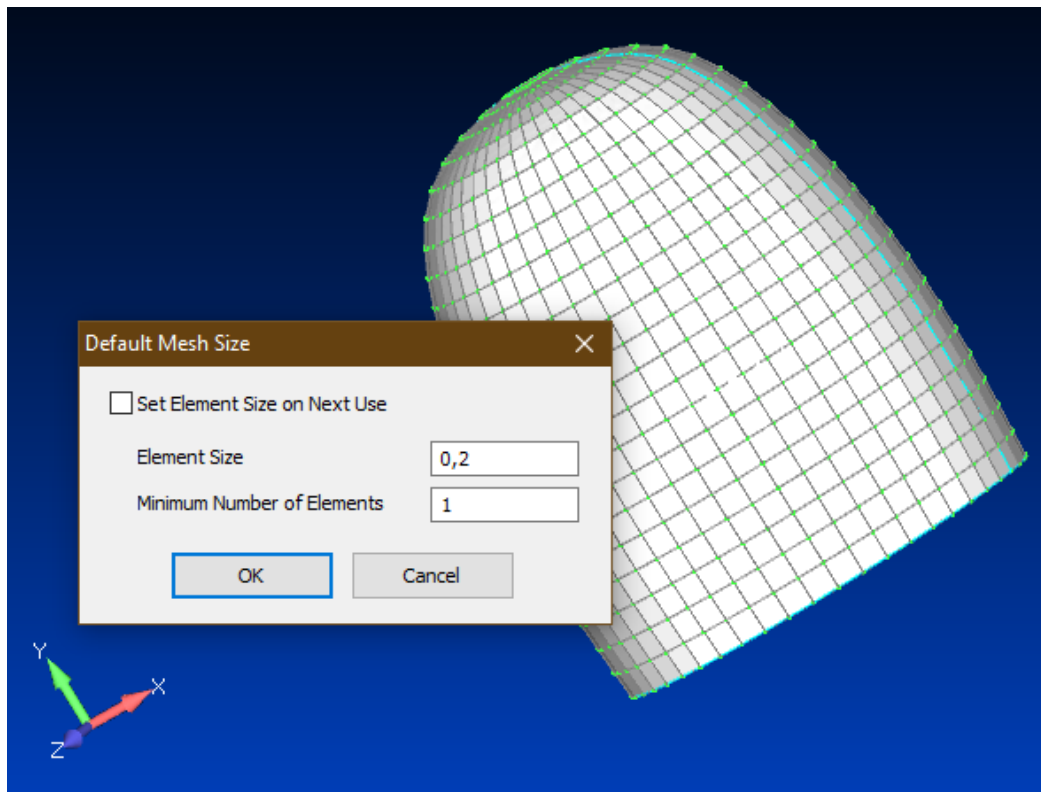 Default Mesh Size
Set Element Size on Next Use
Element Size 0,2
Minimum Number of Elements 1
OK Cancel
Y
X
Z